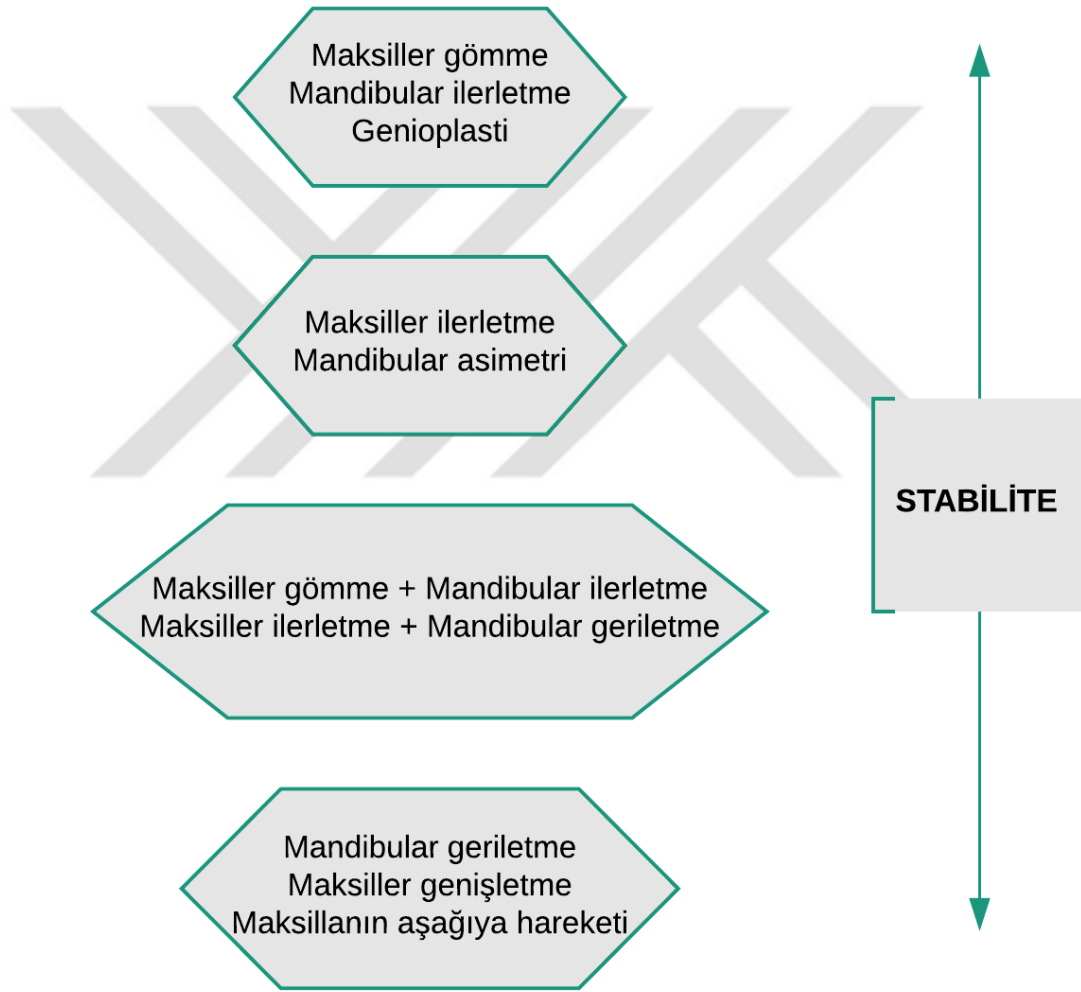 Maksiller gömme
Mandibular ilerletme
Genioplasti
Maksiller ilerletme
Mandibular asimetri
STABİLİTE
Maksiller gömme + Mandibular ilerletme
Maksiller ilerletme + Mandibular geriletme
Mandibular geriletme
Maksiller genişletme
Maksillanın aşağıya hareketi